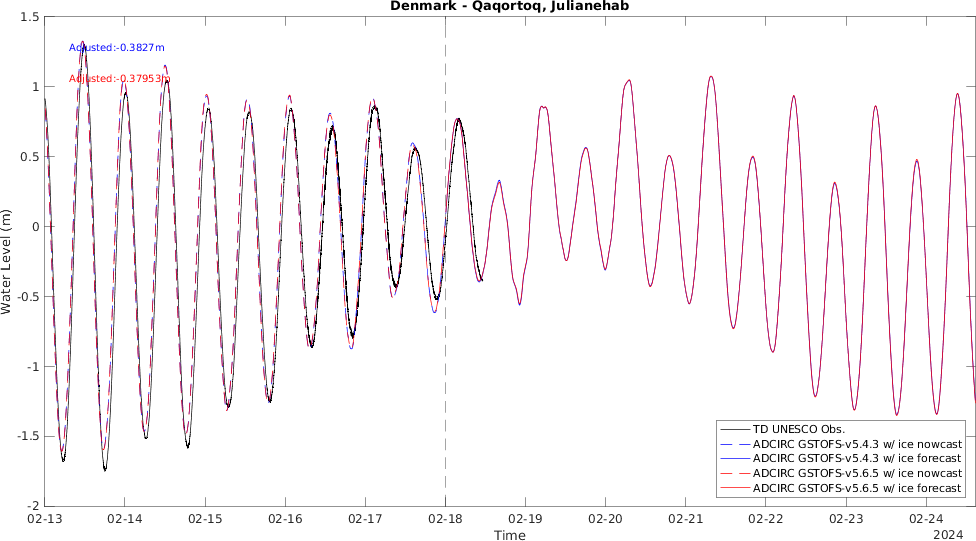 Denmark - Qaqortoq, Julianehab
1.5
1
0.5
0
-0.5
-1
-1.5
-2
Water Level (m)
Adjusted:-0.3827m
Adjusted:-0.37953m
TD UNESCO Obs.
ADCIRC GSTOFS-v5.4.3 w/ ice nowcast
ADCIRC GSTOFS-v5.4.3 w/ ice forecast
ADCIRC GSTOFS-v5.6.5 w/ ice nowcast
ADCIRC GSTOFS-v5.6.5 w/ ice forecast
02-13 02-14 02-15 02-16 02-17 02-18 02-19 02-20 02-21 02-22 02-23 02-24
Time
2024